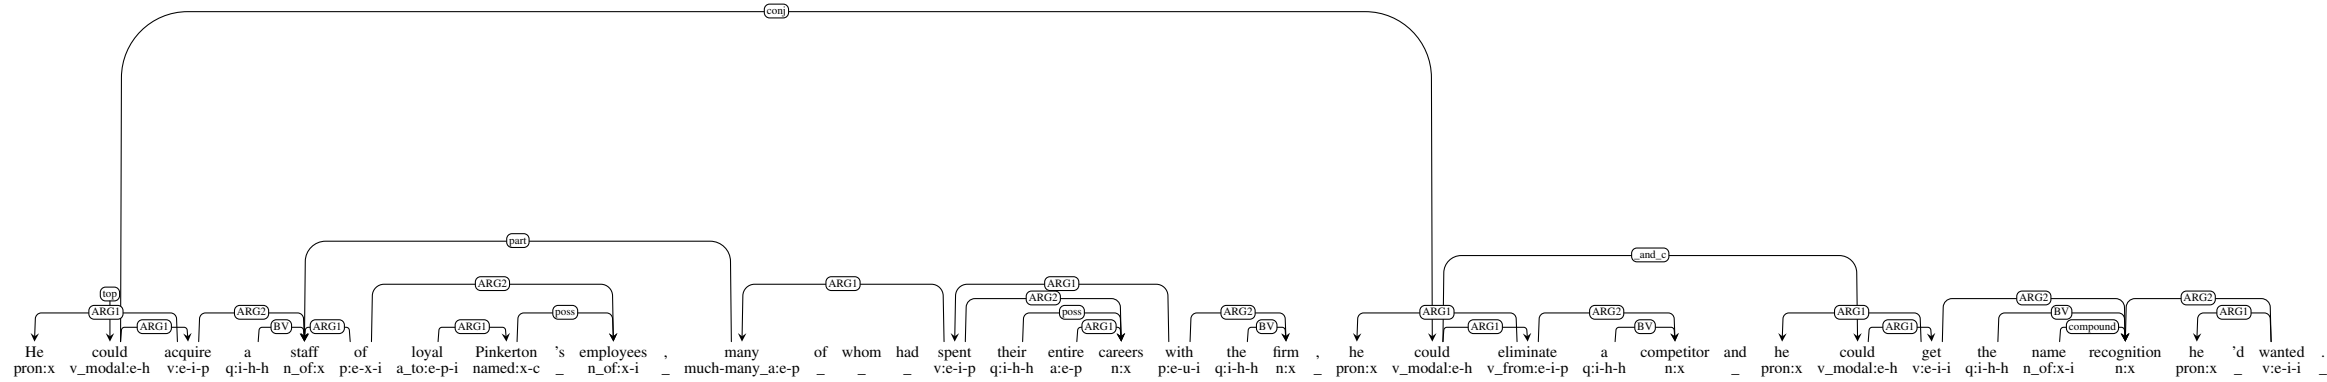 conj
part
_and_c
ARG2 ARG1 ARG1
top ARG2 ARG2 ARG2
ARG1 ARG2 poss poss ARG2 ARG1 ARG2 ARG1 BV
ARG1 BV ARG1 ARG1 ARG1 BV ARG1 BV ARG1 compound ARG1
He could acquire a staff of loyal Pinkerton 's employees , many of whom had spent their entire careers with the firm , he could eliminate a competitor and he could get the name recognition he 'd wanted .
pron:x v_modal:e-h v:e-i-p q:i-h-h n_of:x p:e-x-i a_to:e-p-i named:x-c _ n_of:x-i _ much-many_a:e-p _ _ _ v:e-i-p q:i-h-h a:e-p n:x p:e-u-i q:i-h-h n:x _ pron:x v_modal:e-h v_from:e-i-p q:i-h-h n:x _ pron:x v_modal:e-h v:e-i-i q:i-h-h n_of:x-i n:x pron:x _ v:e-i-i _